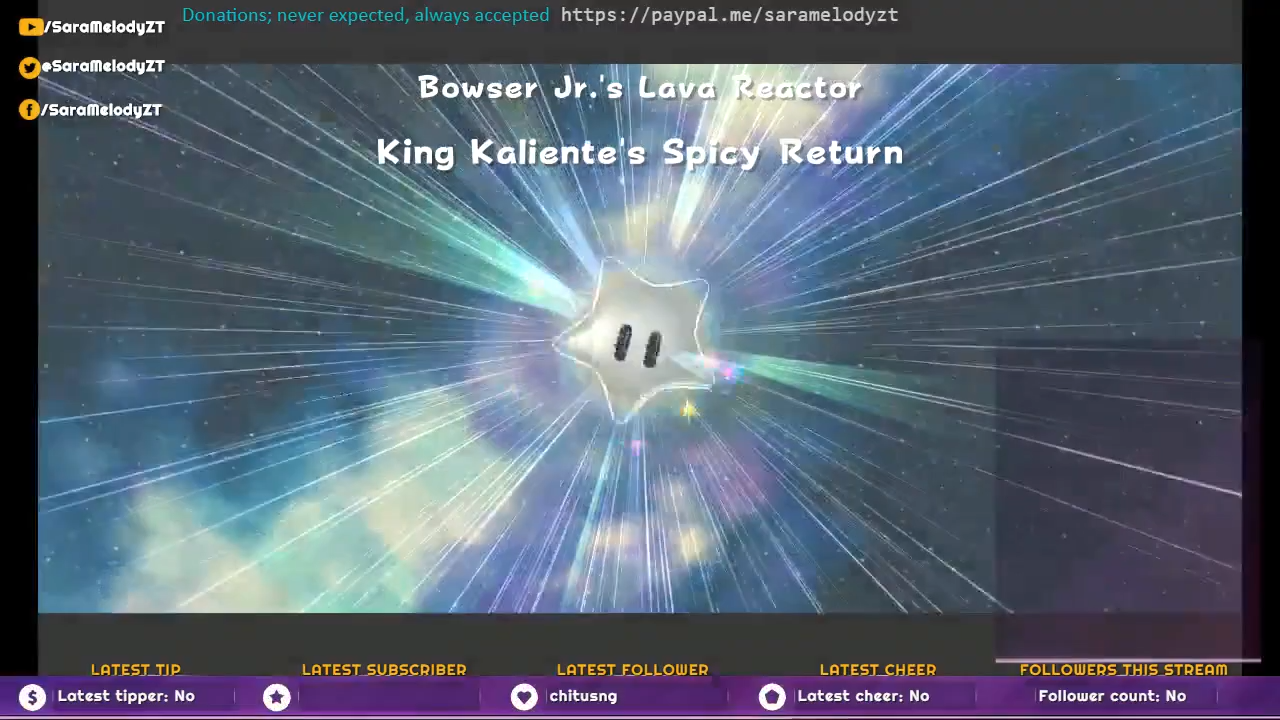 Donations; never expected, always accepted https://paypal.me/saramelodyzt
/SaraMelodyZT
@SaraMelodyZT
/SaraMelodyZT
Bowser Jr.'s Lava Reactor
King Kaliente's Spicy Return
LATEST TIP LATEST SUBSCRIBER LATEST FOLLOWER LATEST CHEER FOLLOWERS THIS STREAM
Latest tipper: No chitusng Latest cheer: No Follower count: No